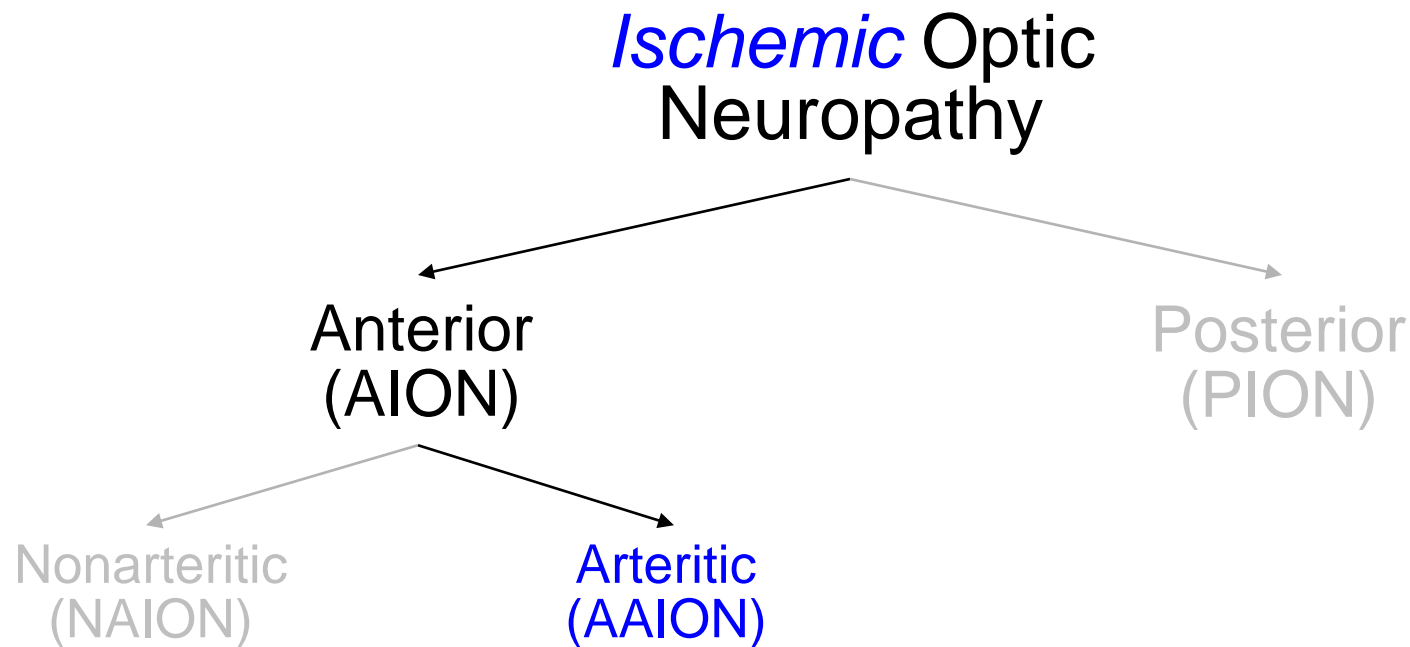 Ischemic Optic
Neuropathy
Anterior
(AION)
Posterior
(PION)
Nonarteritic
(NAION)
Arteritic
(AAION)